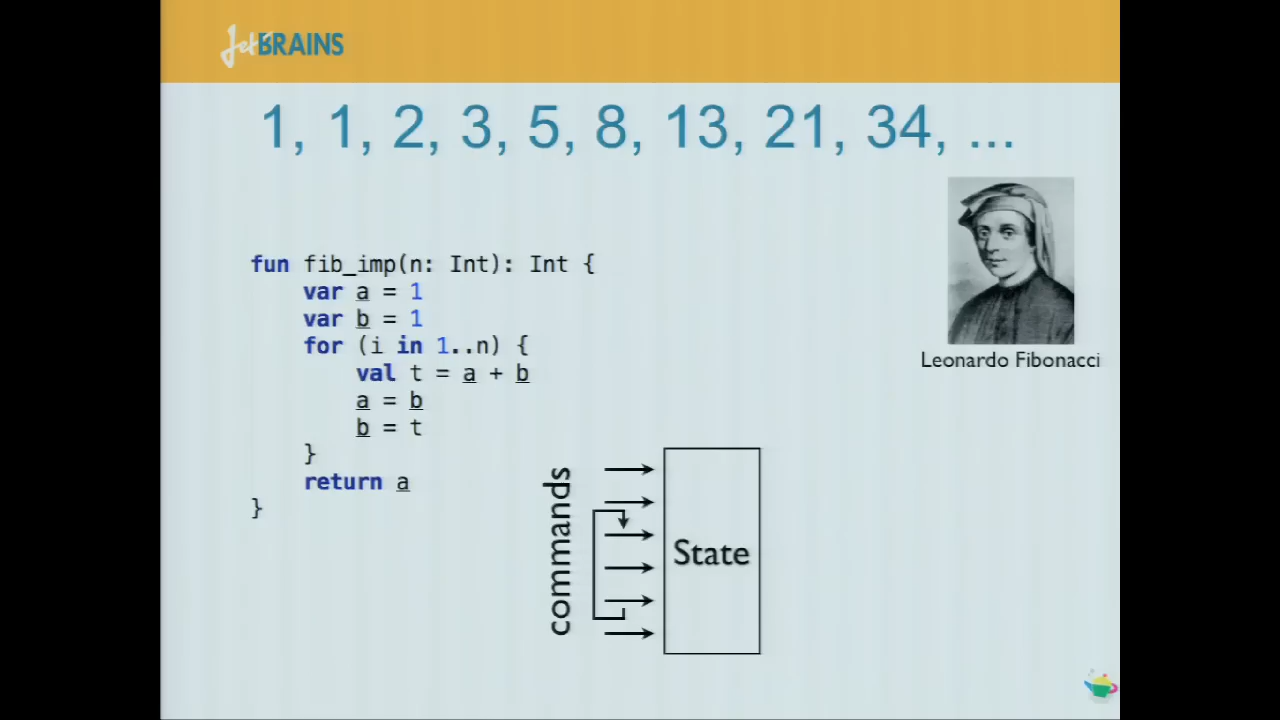 JetBRAINS
1, 1, 2, 3, 5, 8, 13, 21, 34, ...
Leonardo Fibonacci
fun fib_imp(n: Int): Int {
    var a = 1
    var b = 1
    for (i in 1..n) {
        val t = a + b
        a = b
        b = t
    }
    return a
}
commands
State